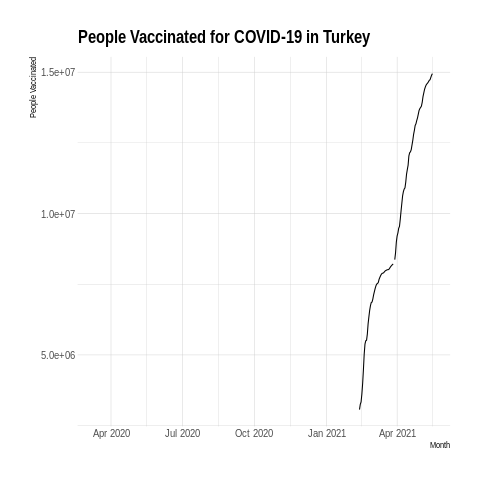 People Vaccinated for COVID-19 in Turkey
People Vaccinated
1.5e+07
1.0e+07
5.0e+06
Apr 2020 Jul 2020 Oct 2020 Jan 2021 Apr 2021
Month